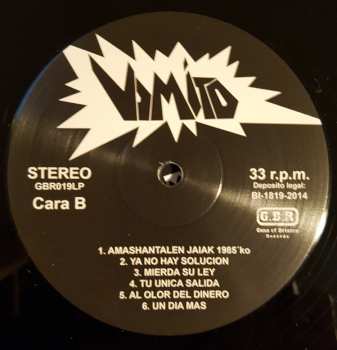 VÓMITO
STEREO
GBR019LP
Cara B
33 r.p.m.
Deposito legal:
BI-1819-2014
G.B.R
Guns of Brixton
Records
1. AMASHANTALEN JAIAK 1985´ko
2. YA NO HAY SOLUCION
3. MIERDA SU LEY
4. TU UNICA SALIDA
5. AL OLOR DEL DINERO
6. UN DIA MAS